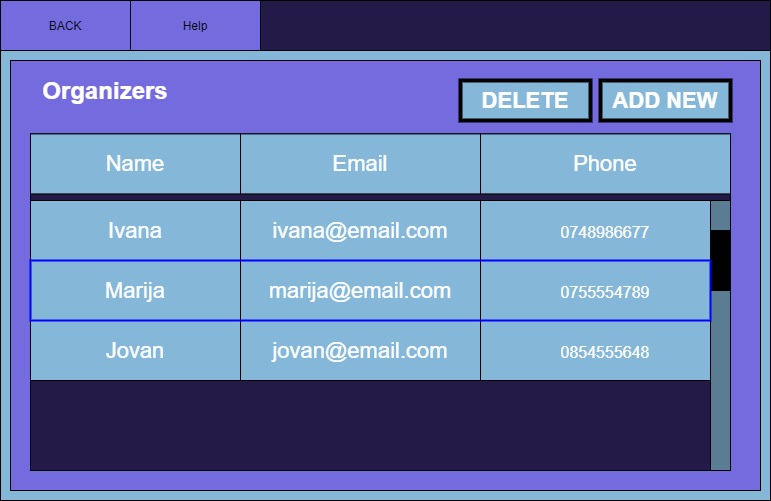 BACK Help
Organizers DELETE ADD NEW
Name Email Phone
Ivana ivana@email.com 0748986677
Marija marija@email.com 0755554789
Jovan jovan@email.com 0854555648